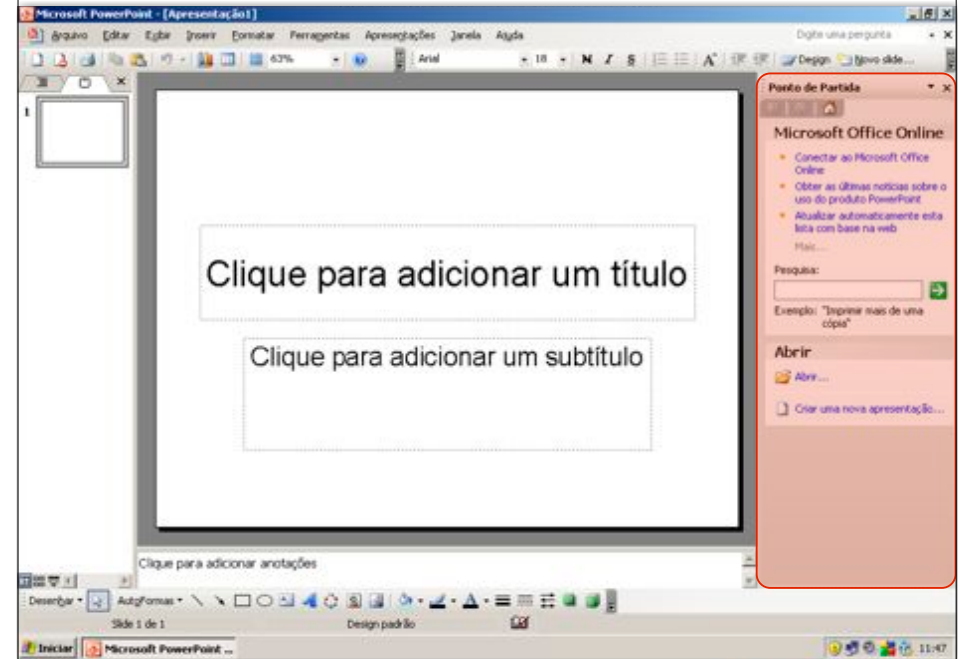 Microsoft PowerPoint - [Apresentação1]
Arquivo Editar Exibir Inserir Formatar Ferramentas Apresentações Janela Ajuda Digite uma pergunta
63% Arial 18 N I S Design Novo slide...
Ponto de Partida
1
Microsoft Office Online
Conectar ao Microsoft Office
Online
Obter as últimas notícias sobre o
uso do produto PowerPoint
Atualizar automaticamente esta
lista com base na web
Mais...
Pesquisa:
Exemplo: "Imprimir mais de uma
cópia"
Abrir
Abrir...
Criar uma nova apresentação...
Clique para adicionar um título
Clique para adicionar um subtítulo
Clique para adicionar anotações
Desenhar AutoFormas
Slide 1 de 1 Design padrão
Iniciar Microsoft PowerPoint ... 11:47